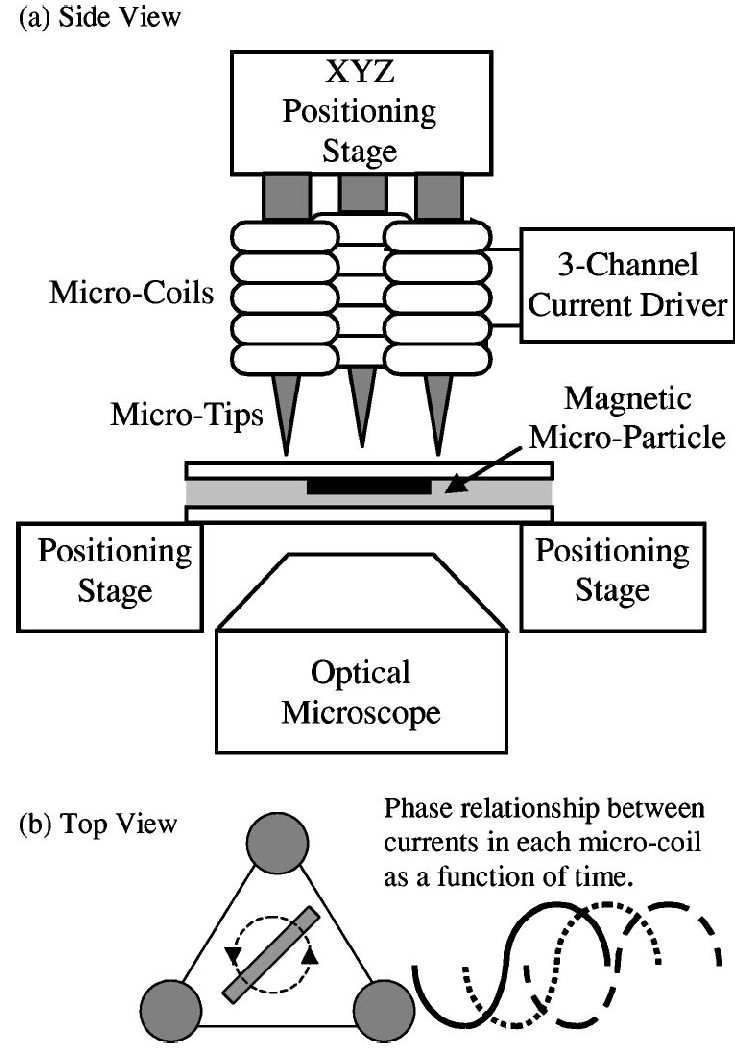 (a) Side View
XYZ
Positioning
Stage
Micro-Coils
3-Channel
Current Driver
Micro-Tips
Magnetic
Micro-Particle
Positioning
Stage
Positioning
Stage
Optical
Microscope
(b) Top View
Phase relationship between
currents in each micro-coil
as a function of time.